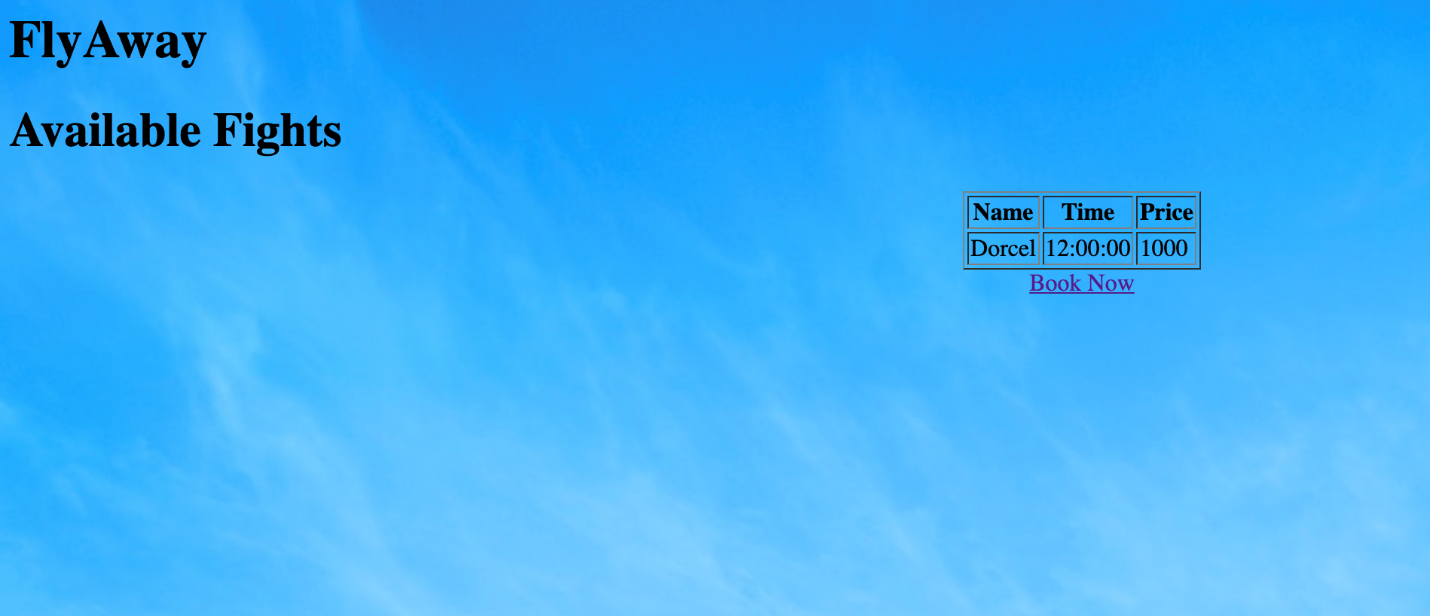 FlyAway
Available Fights
Name Time Price
Dorcel 12:00:00 1000
Book Now